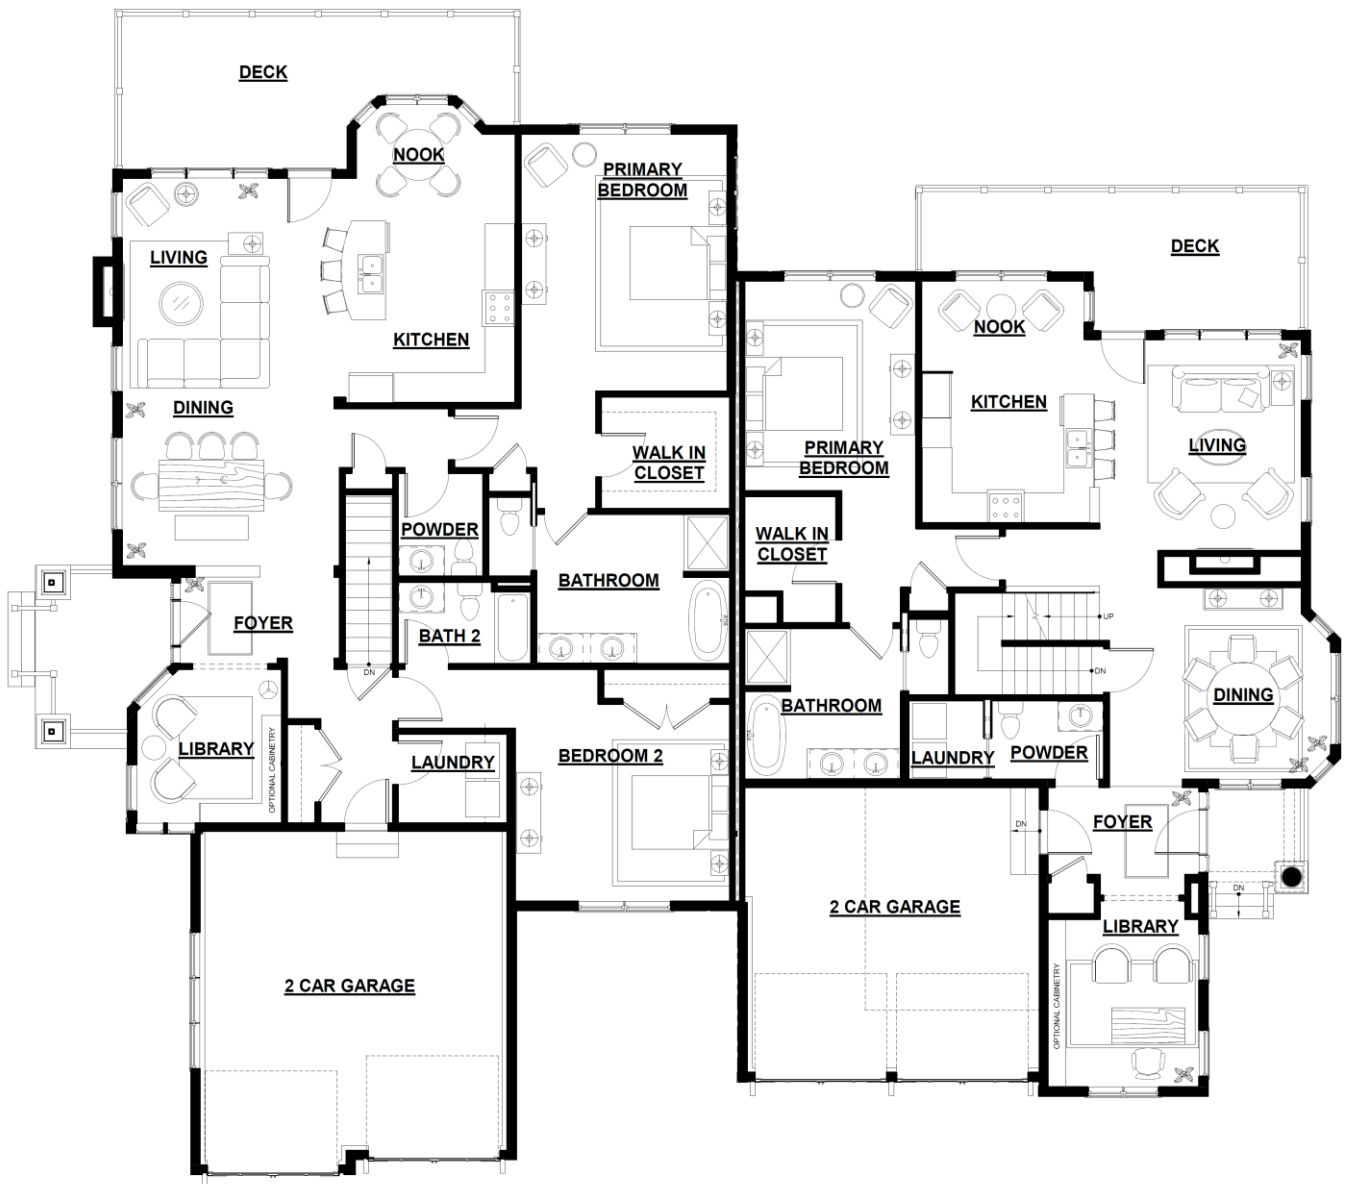 DECK
NOOK
PRIMARY
BEDROOM
LIVING
KITCHEN
DINING
WALK IN
CLOSET
POWDER
BATHROOM
FOYER
BATH 2
DN
LIBRARY
OPTIONAL CABINETRY
LAUNDRY
BEDROOM 2
2 CAR GARAGE
DECK
NOOK
KITCHEN
LIVING
PRIMARY
BEDROOM
WALK IN
CLOSET
UP
DN
DINING
BATHROOM
LAUNDRY
POWDER
FOYER
DN
DN
2 CAR GARAGE
LIBRARY
OPTIONAL CABINETRY